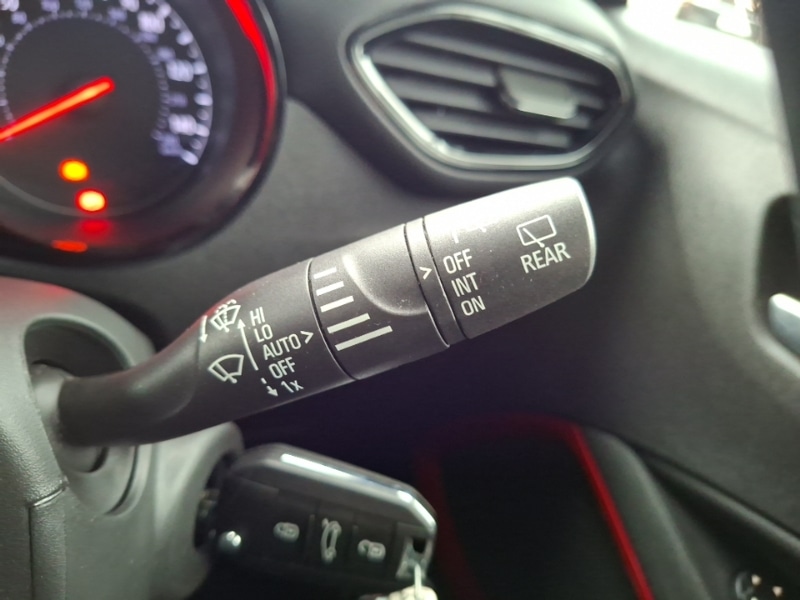 HI
LO
AUTO >
OFF
1x
> OFF
INT
ON
REAR